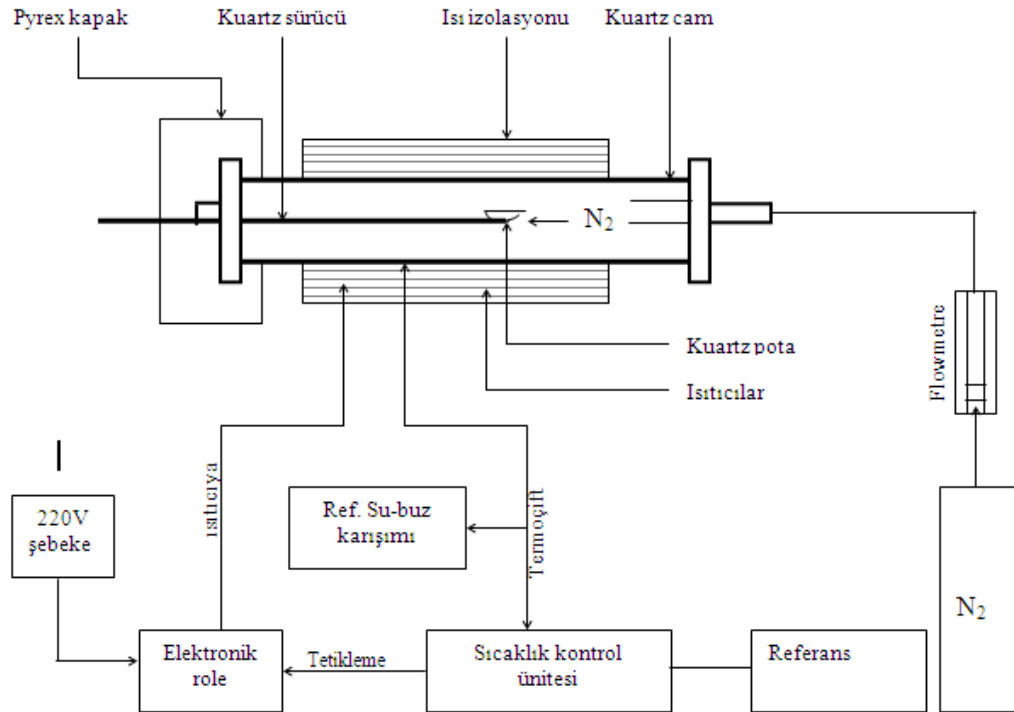 Pyrex kapak
Kuartz sürücü
Isı izolasyonu
Kuartz cam
N2
Kuartz pota
Isıtıcılar
Flowmetre
ısıtıcıya
Termoçift
220V
şebeke
Ref. Su-buz
karışımı
N2
Elektronik
role
Tetikleme
Sıcaklık kontrol
ünitesi
Referans